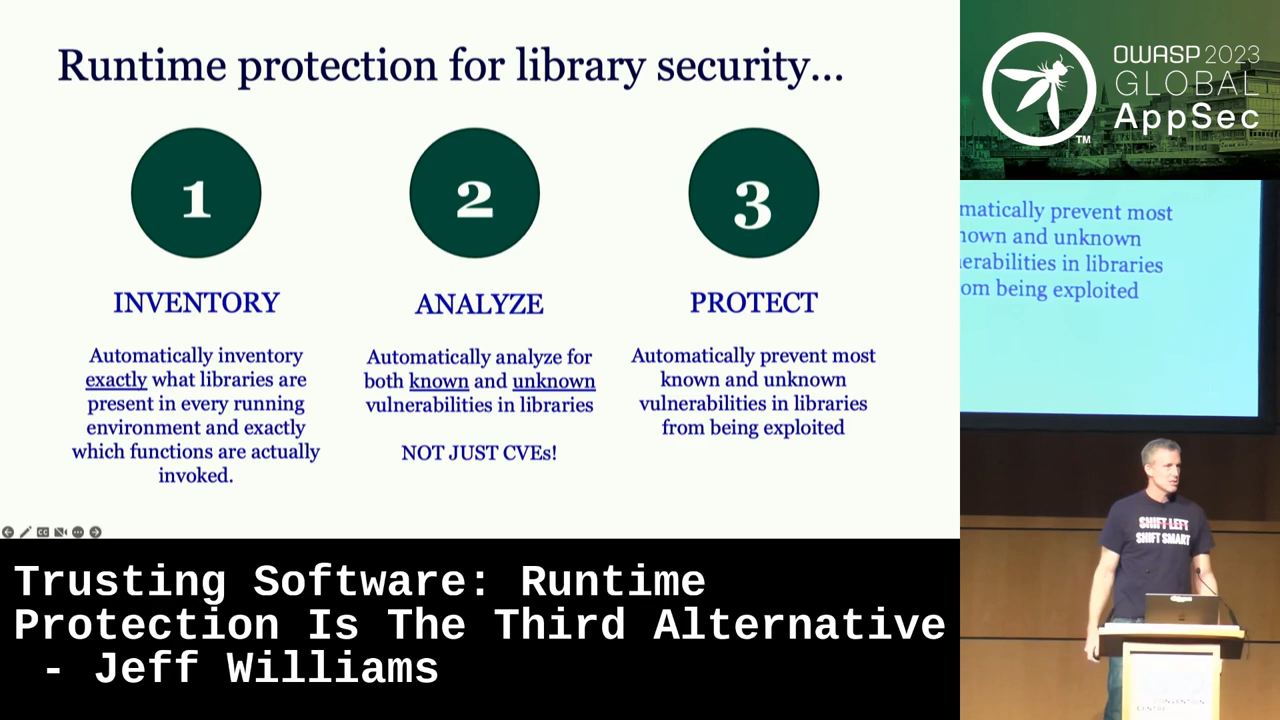 Runtime protection for library security...
1
2
3
INVENTORY
ANALYZE
PROTECT
Automatically inventory
exactly what libraries are
present in every running
environment and exactly
which functions are actually
invoked.
Automatically analyze for
both known and unknown
vulnerabilities in libraries
NOT JUST CVEs!
Automatically prevent most
known and unknown
vulnerabilities in libraries
from being exploited
Trusting Software: Runtime
Protection Is The Third Alternative
- Jeff Williams
OWASP 2023
GLOBAL
AppSec
TM
matically prevent most
nown and unknown
nerabilities in libraries
om being exploited
SHIFT LEFT
SHIFT SMART
CONVENTION
CENTRE